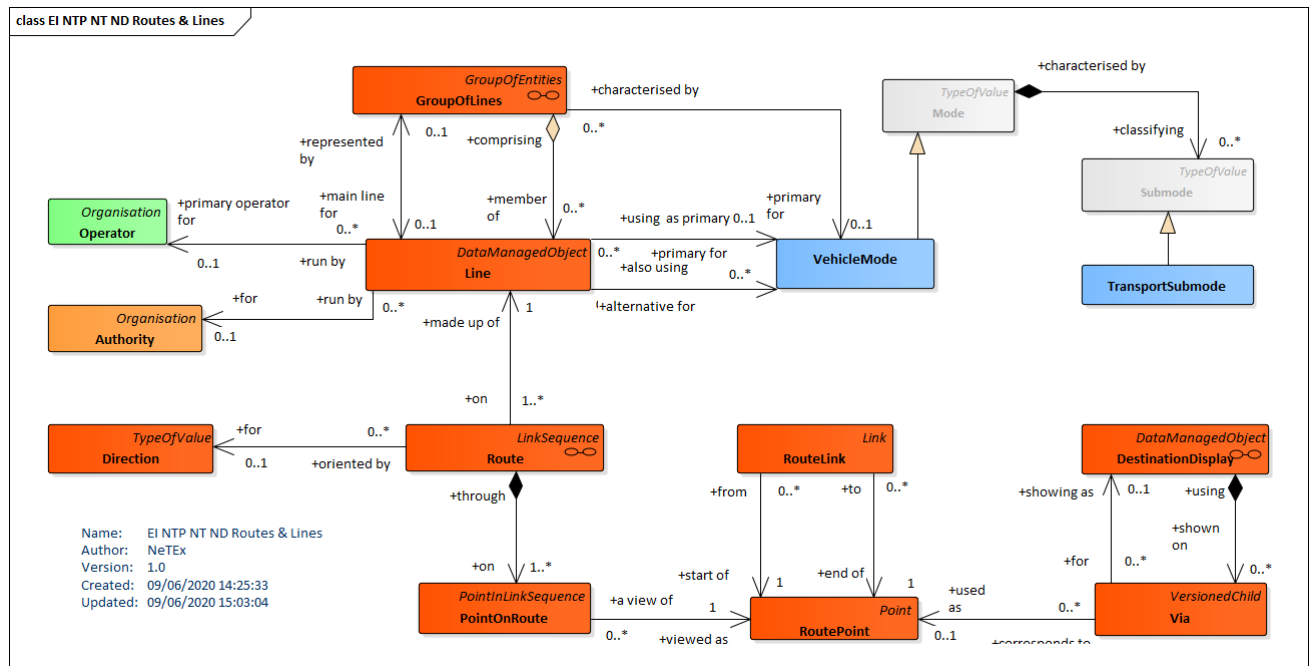 class EI NTP NT ND Routes & Lines
GroupOfEntities
GroupOfLines
+characterised by
TypeOfValue
Mode
+characterised by
0..1
+comprising
0..*
+classifying
0..*
+represented
by
TypeOfValue
Submode
+main line
for
+member
of
0..*
+primary
for
Organisation
Operator
+primary operator
for
0..*
0..1
+using as primary
0..1
0..1
DataManagedObject
Line
0..*
+primary for
+also using
0..*
VehicleMode
0..1
+run by
TransportSubmode
+for
+run by
0..*
1
+alternative for
Organisation
Authority
0..1
+made up of
+on
1..*
TypeOfValue
Direction
+for
0..*
LinkSequence
Route
Link
RouteLink
DataManagedObject
DestinationDisplay
0..1
+oriented by
+through
+from
0..*
+to
0..*
+showing as
0..1
+using
+shown
on
Name: EI NTP NT ND Routes & Lines
Author: NeTEx
Version: 1.0
Created: 09/06/2020 14:25:33
Updated: 09/06/2020 15:03:04
+on
1..*
+start of
1
+end of
1
+for
0..*
0..*
PointInLinkSequence
PointOnRoute
+a view of
1
Point
RoutePoint
+used
as
0..*
VersionedChild
Via
0..*
+viewed as
0..1
+corresponds to